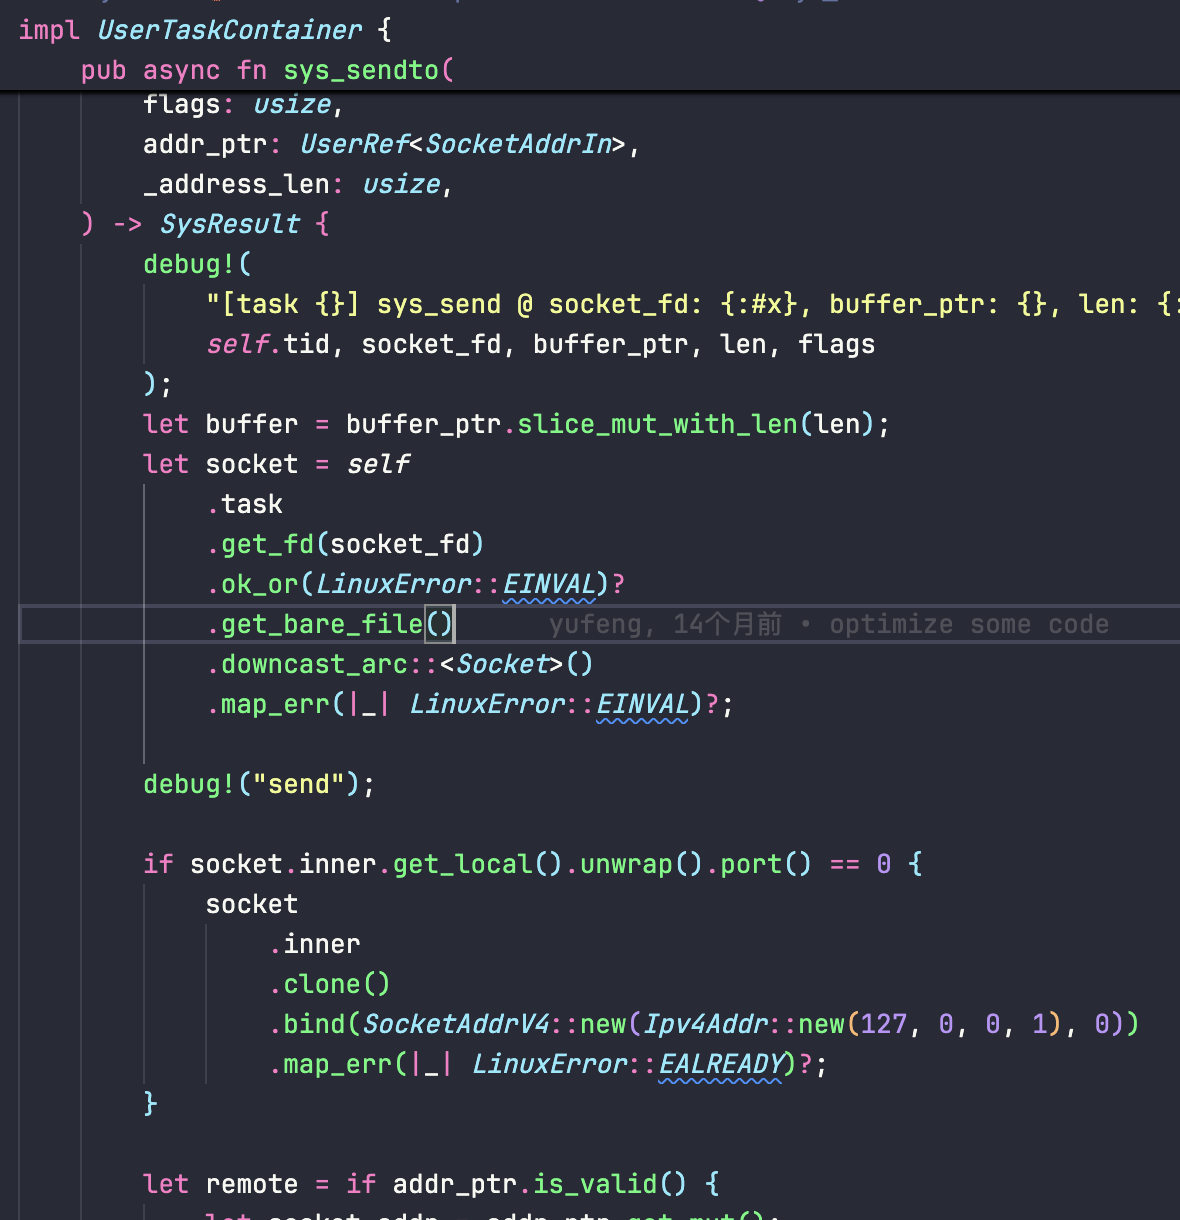 impl UserTaskContainer {
    pub async fn sys_sendto(
        flags: usize,
        addr_ptr: UserRef<SocketAddrIn>,
        _address_len: usize,
    ) -> SysResult {
        debug!(
            "[task {}] sys_send @ socket_fd: {:#x}, buffer_ptr: {}, len: {:
            self.tid, socket_fd, buffer_ptr, len, flags
        );
        let buffer = buffer_ptr.slice_mut_with_len(len);
        let socket = self
            .task
            .get_fd(socket_fd)
            .ok_or(LinuxError::EINVAL)?
            .get_bare_file()      yufeng, 14个月前 • optimize some code
            .downcast_arc::<Socket>()
            .map_err(|_| LinuxError::EINVAL)?;
        debug!("send");
        if socket.inner.get_local().unwrap().port() == 0 {
            socket
                .inner
                .clone()
                .bind(SocketAddrV4::new(Ipv4Addr::new(127, 0, 0, 1), 0))
                .map_err(|_| LinuxError::EALREADY)?;
        }
        let remote = if addr_ptr.is_valid() {